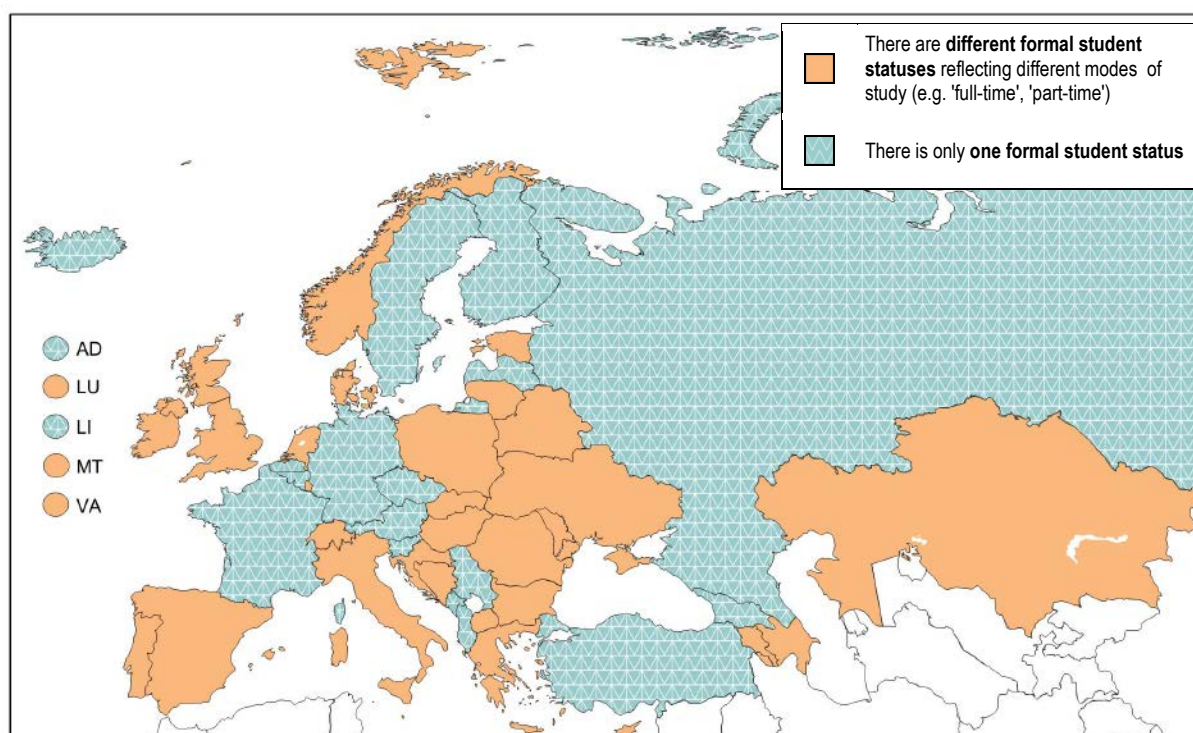 There are different formal student
statuses reflecting different modes of
study (e.g. 'full-time', 'part-time')
There is only one formal student status
AD
LU
LI
MT
VA